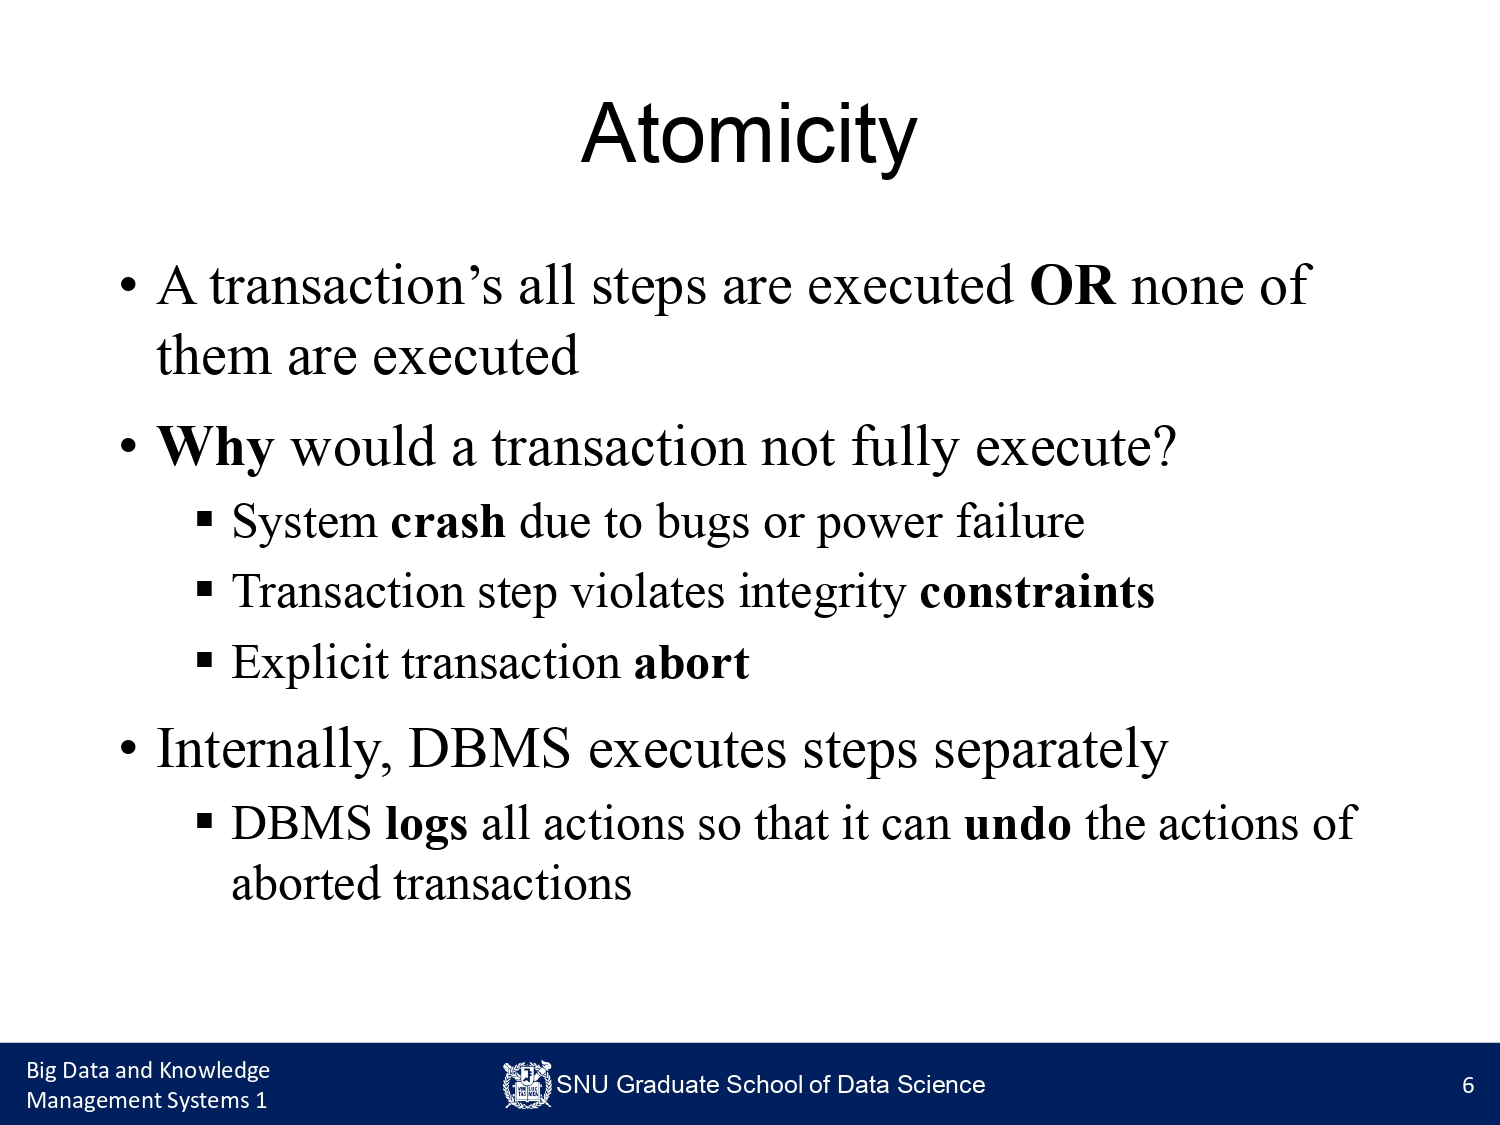 Atomicity
• A transaction’s all steps are executed OR none of
them are executed
• Why would a transaction not fully execute?
▪ System crash due to bugs or power failure
▪ Transaction step violates integrity constraints
▪ Explicit transaction abort
• Internally, DBMS executes steps separately
▪ DBMS logs all actions so that it can undo the actions of
aborted transactions
Big Data and Knowledge
Management Systems 1
SNU Graduate School of Data Science
6